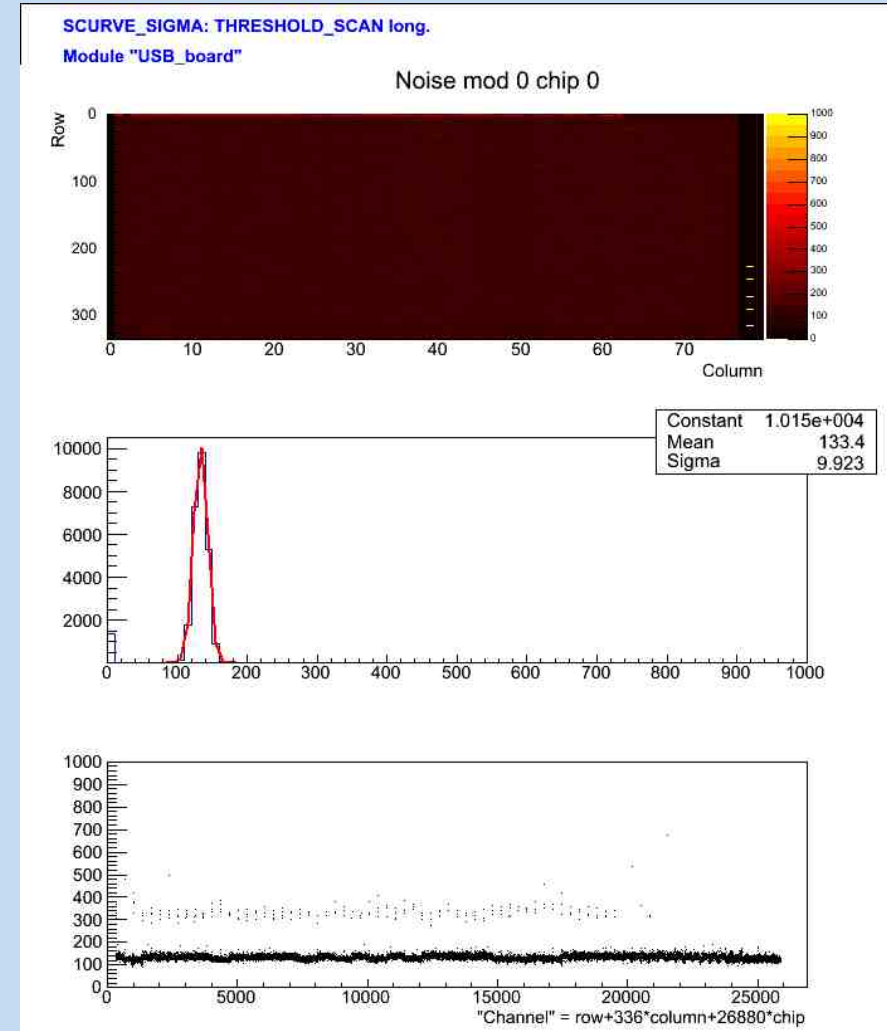 SCURVE_SIGMA: THRESHOLD_SCAN long.
Module "USB_board"
Noise mod 0 chip 0
Row
0
100
200
300
0 10 20 30 40 50 60 70
Column
1000
900
800
700
600
500
400
300
200
100
0
Constant 1.015e+004
Mean 133.4
Sigma 9.923
10000
8000
6000
4000
2000
0 100 200 300 400 500 600 700 800 900 1000
1000
900
800
700
600
500
400
300
200
100
0
0 5000 10000 15000 20000 25000
"Channel" = row+336*column+26880*chip